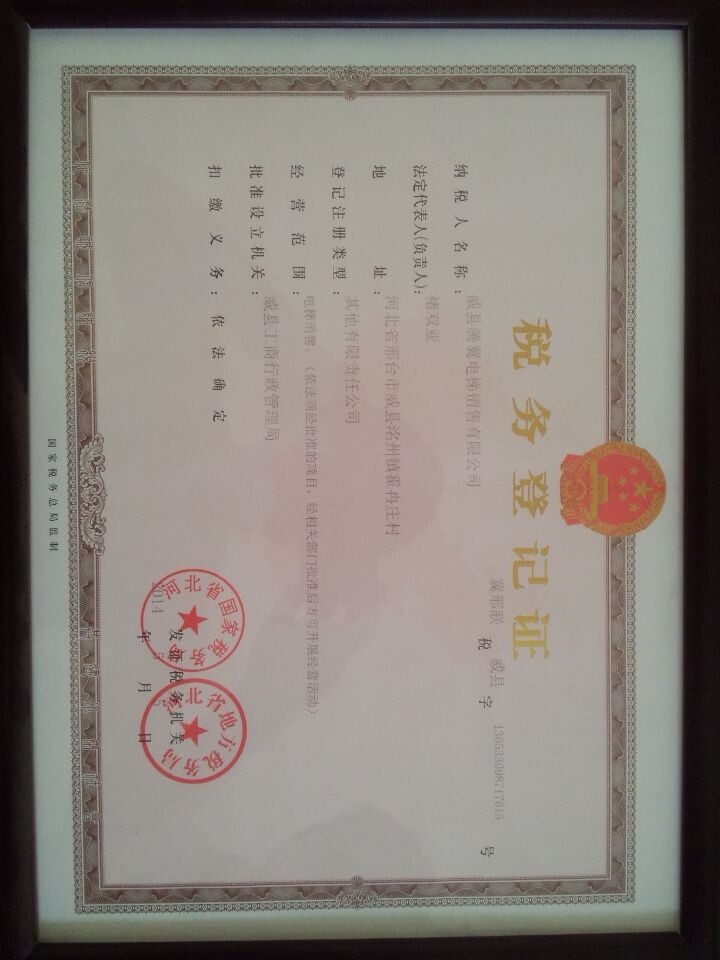 税务登记证
冀邢联 税 威县 字 130533098717615 号
纳税人名称：威县腾翼电梯销售有限公司
法定代表人(负责人)：褚双亚
地址：河北省邢台市威县洺州镇霍冉庄村
登记注册类型：其他有限责任公司
经营范围：电梯销售。（依法须经批准的项目，经相关部门批准后方可开展经营活动）
批准设立机关：威县工商行政管理局
扣缴义务：依法确定
河北省国家税务局
河北省地方税务局
发证税务机关
2014 年 5 月 日
国家税务总局监制